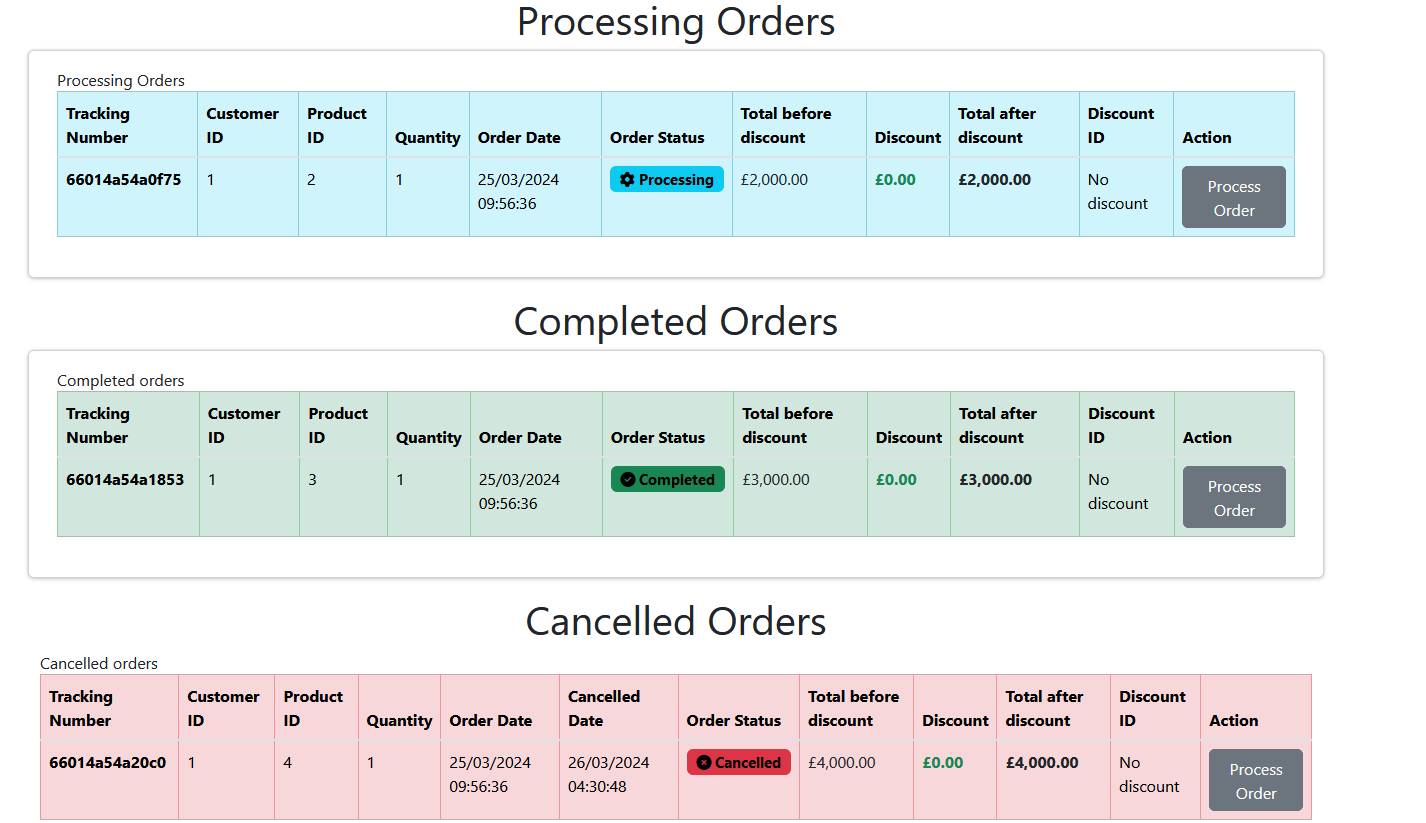 Processing Orders
Processing Orders
Tracking Number Customer ID Product ID Quantity Order Date Order Status Total before discount Discount Total after discount Discount ID Action
66014a54a0f75 1 2 1 25/03/2024 09:56:36 Processing £2,000.00 £0.00 £2,000.00 No discount Process Order
Completed Orders
Completed orders
Tracking Number Customer ID Product ID Quantity Order Date Order Status Total before discount Discount Total after discount Discount ID Action
66014a54a1853 1 3 1 25/03/2024 09:56:36 Completed £3,000.00 £0.00 £3,000.00 No discount Process Order
Cancelled Orders
Cancelled orders
Tracking Number Customer ID Product ID Quantity Order Date Cancelled Date Order Status Total before discount Discount Total after discount Discount ID Action
66014a54a20c0 1 4 1 25/03/2024 09:56:36 26/03/2024 04:30:48 Cancelled £4,000.00 £0.00 £4,000.00 No discount Process Order